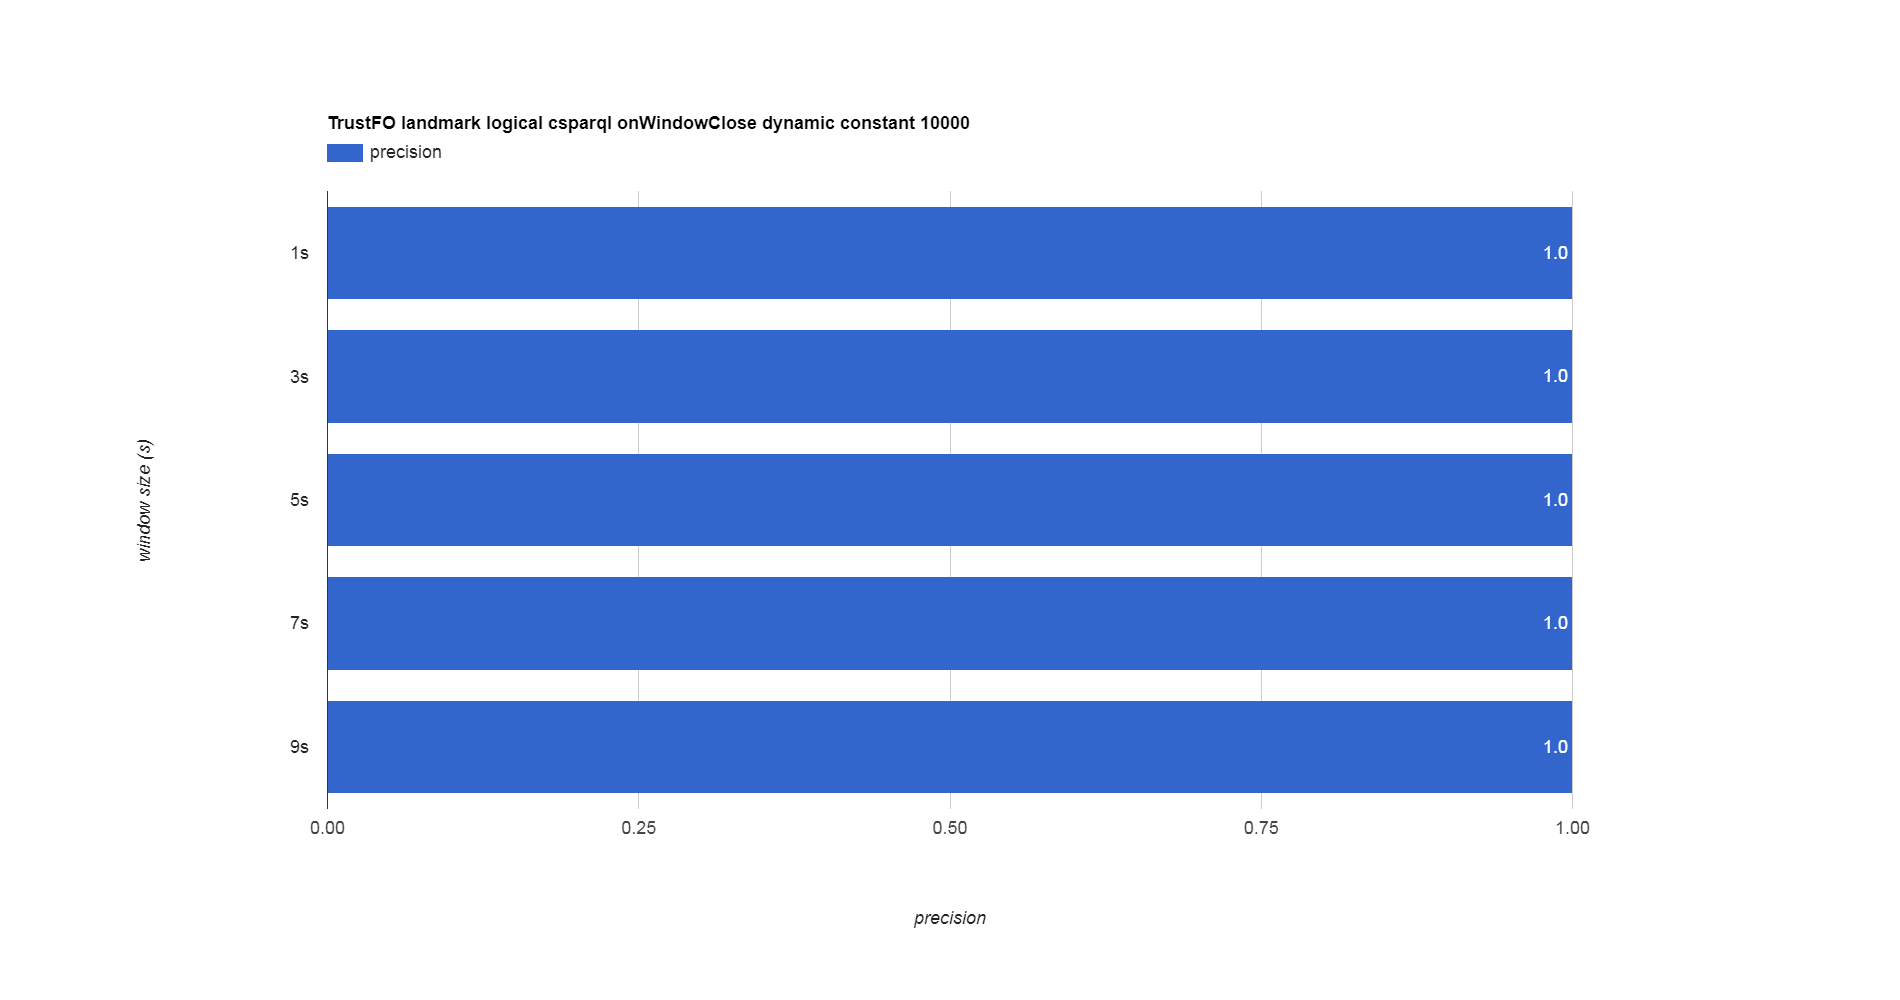 TrustFO landmark logical csparql onWindowClose dynamic constant 10000
precision
1s
1.0
3s
1.0
5s
1.0
7s
1.0
9s
1.0
window size (s)
0.00 0.25 0.50 0.75 1.00
precision